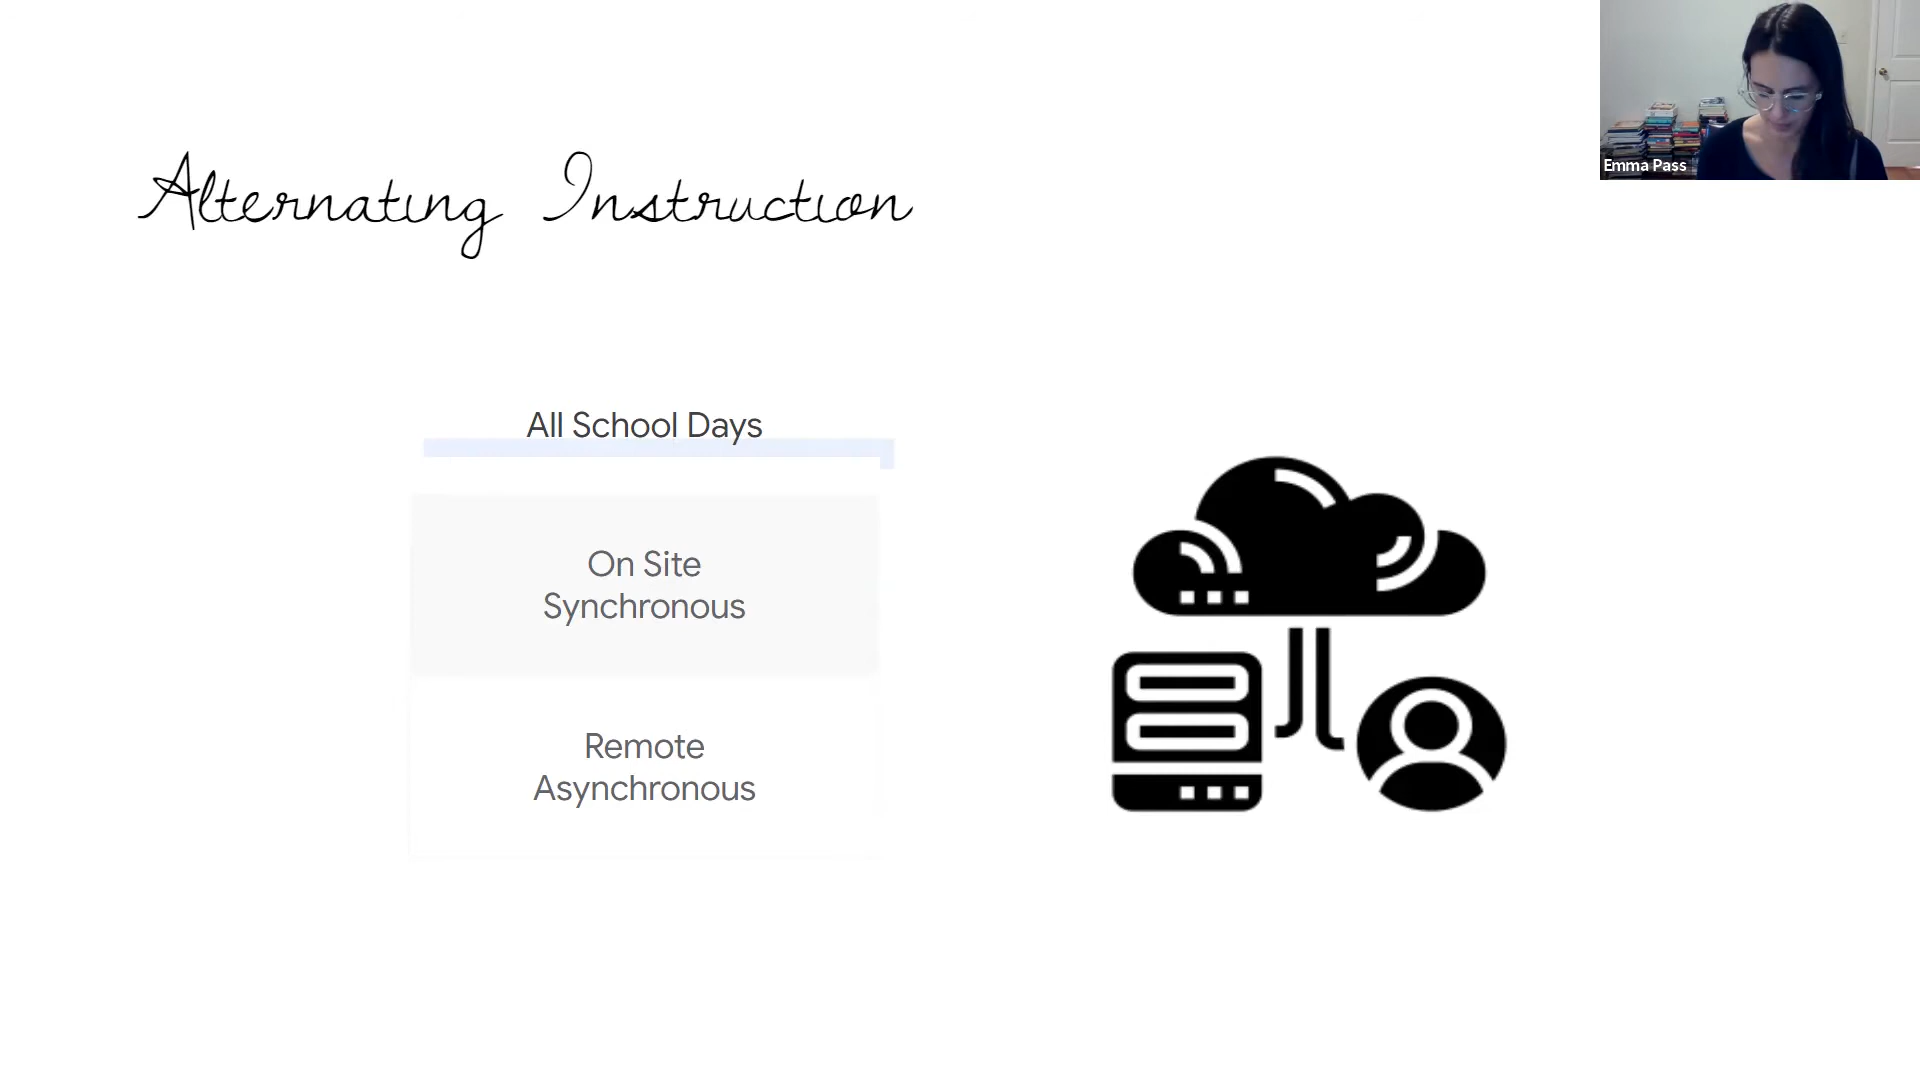 Alternating Instruction
All School Days
On Site
Synchronous
Remote
Asynchronous
Emma Pass